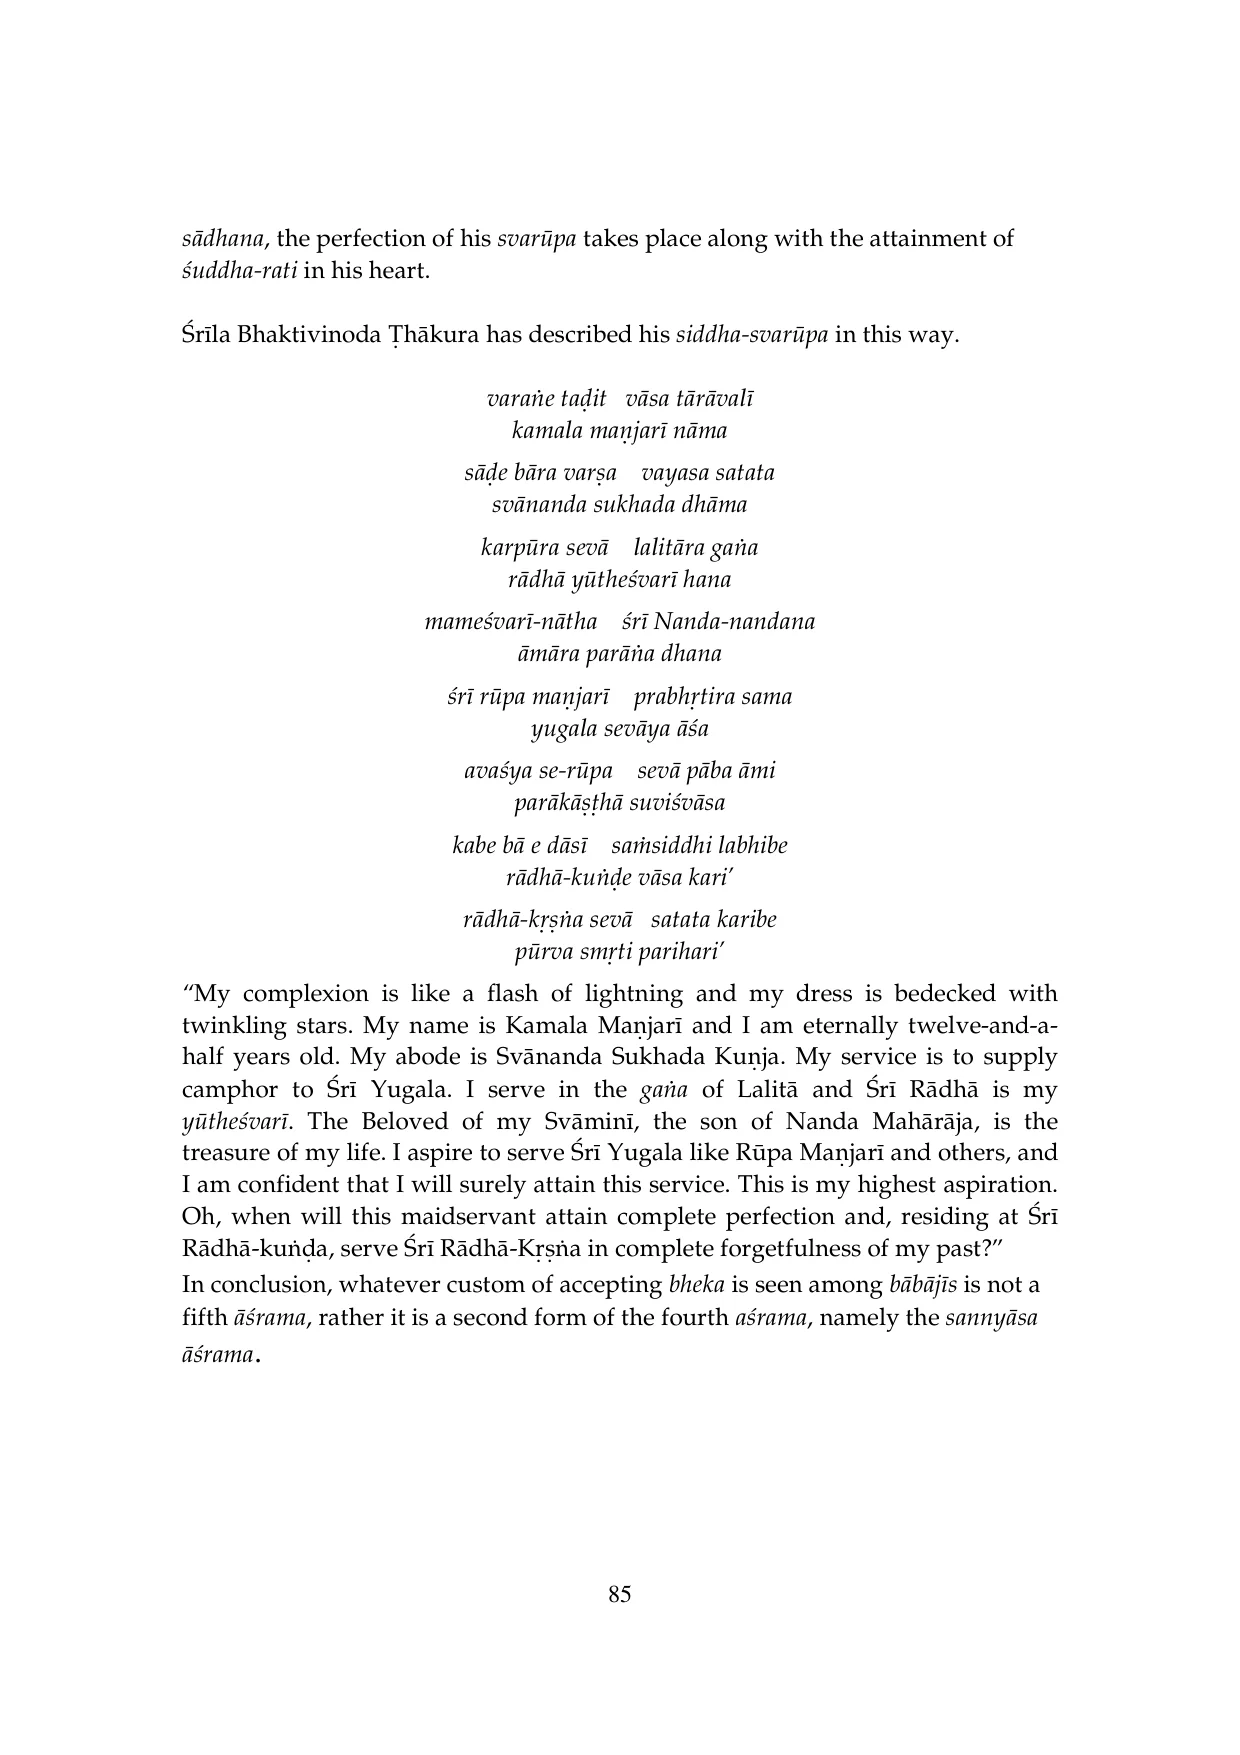 sādhana, the perfection of his svarūpa takes place along with the attainment of
śuddha-rati in his heart.
Śrīla Bhaktivinoda Ṭhākura has described his siddha-svarūpa in this way.
varaṅe taḍit vāsa tārāvalī
kamala maṇjarī nāma
sāḍe bāra varṣa vayasa satata
svānanda sukhada dhāma
karpūra sevā lalitāra gaṅa
rādhā yūtheśvarī hana
mameśvarī-nātha śrī Nanda-nandana
āmāra parāṅa dhana
śrī rūpa maṇjarī prabhṛtira sama
yugala sevāya āśa
avaśya se-rūpa sevā pāba āmi
parākāṣṭhā suviśvāsa
kabe bā e dāsī saṁsiddhi labhibe
rādhā-kuṅḍe vāsa kari’
rādhā-kṛṣṅa sevā satata karibe
pūrva smṛti parihari’
“My complexion is like a flash of lightning and my dress is bedecked with
twinkling stars. My name is Kamala Maṇjarī and I am eternally twelve-and-a-
half years old. My abode is Svānanda Sukhada Kuṇja. My service is to supply
camphor to Śrī Yugala. I serve in the gaṅa of Lalitā and Śrī Rādhā is my
yūtheśvarī. The Beloved of my Svāminī, the son of Nanda Mahārāja, is the
treasure of my life. I aspire to serve Śrī Yugala like Rūpa Maṇjarī and others, and
I am confident that I will surely attain this service. This is my highest aspiration.
Oh, when will this maidservant attain complete perfection and, residing at Śrī
Rādhā-kuṅḍa, serve Śrī Rādhā-Kṛṣṅa in complete forgetfulness of my past?”
In conclusion, whatever custom of accepting bheka is seen among bābājīs is not a
fifth āśrama, rather it is a second form of the fourth aśrama, namely the sannyāsa
āśrama.
85